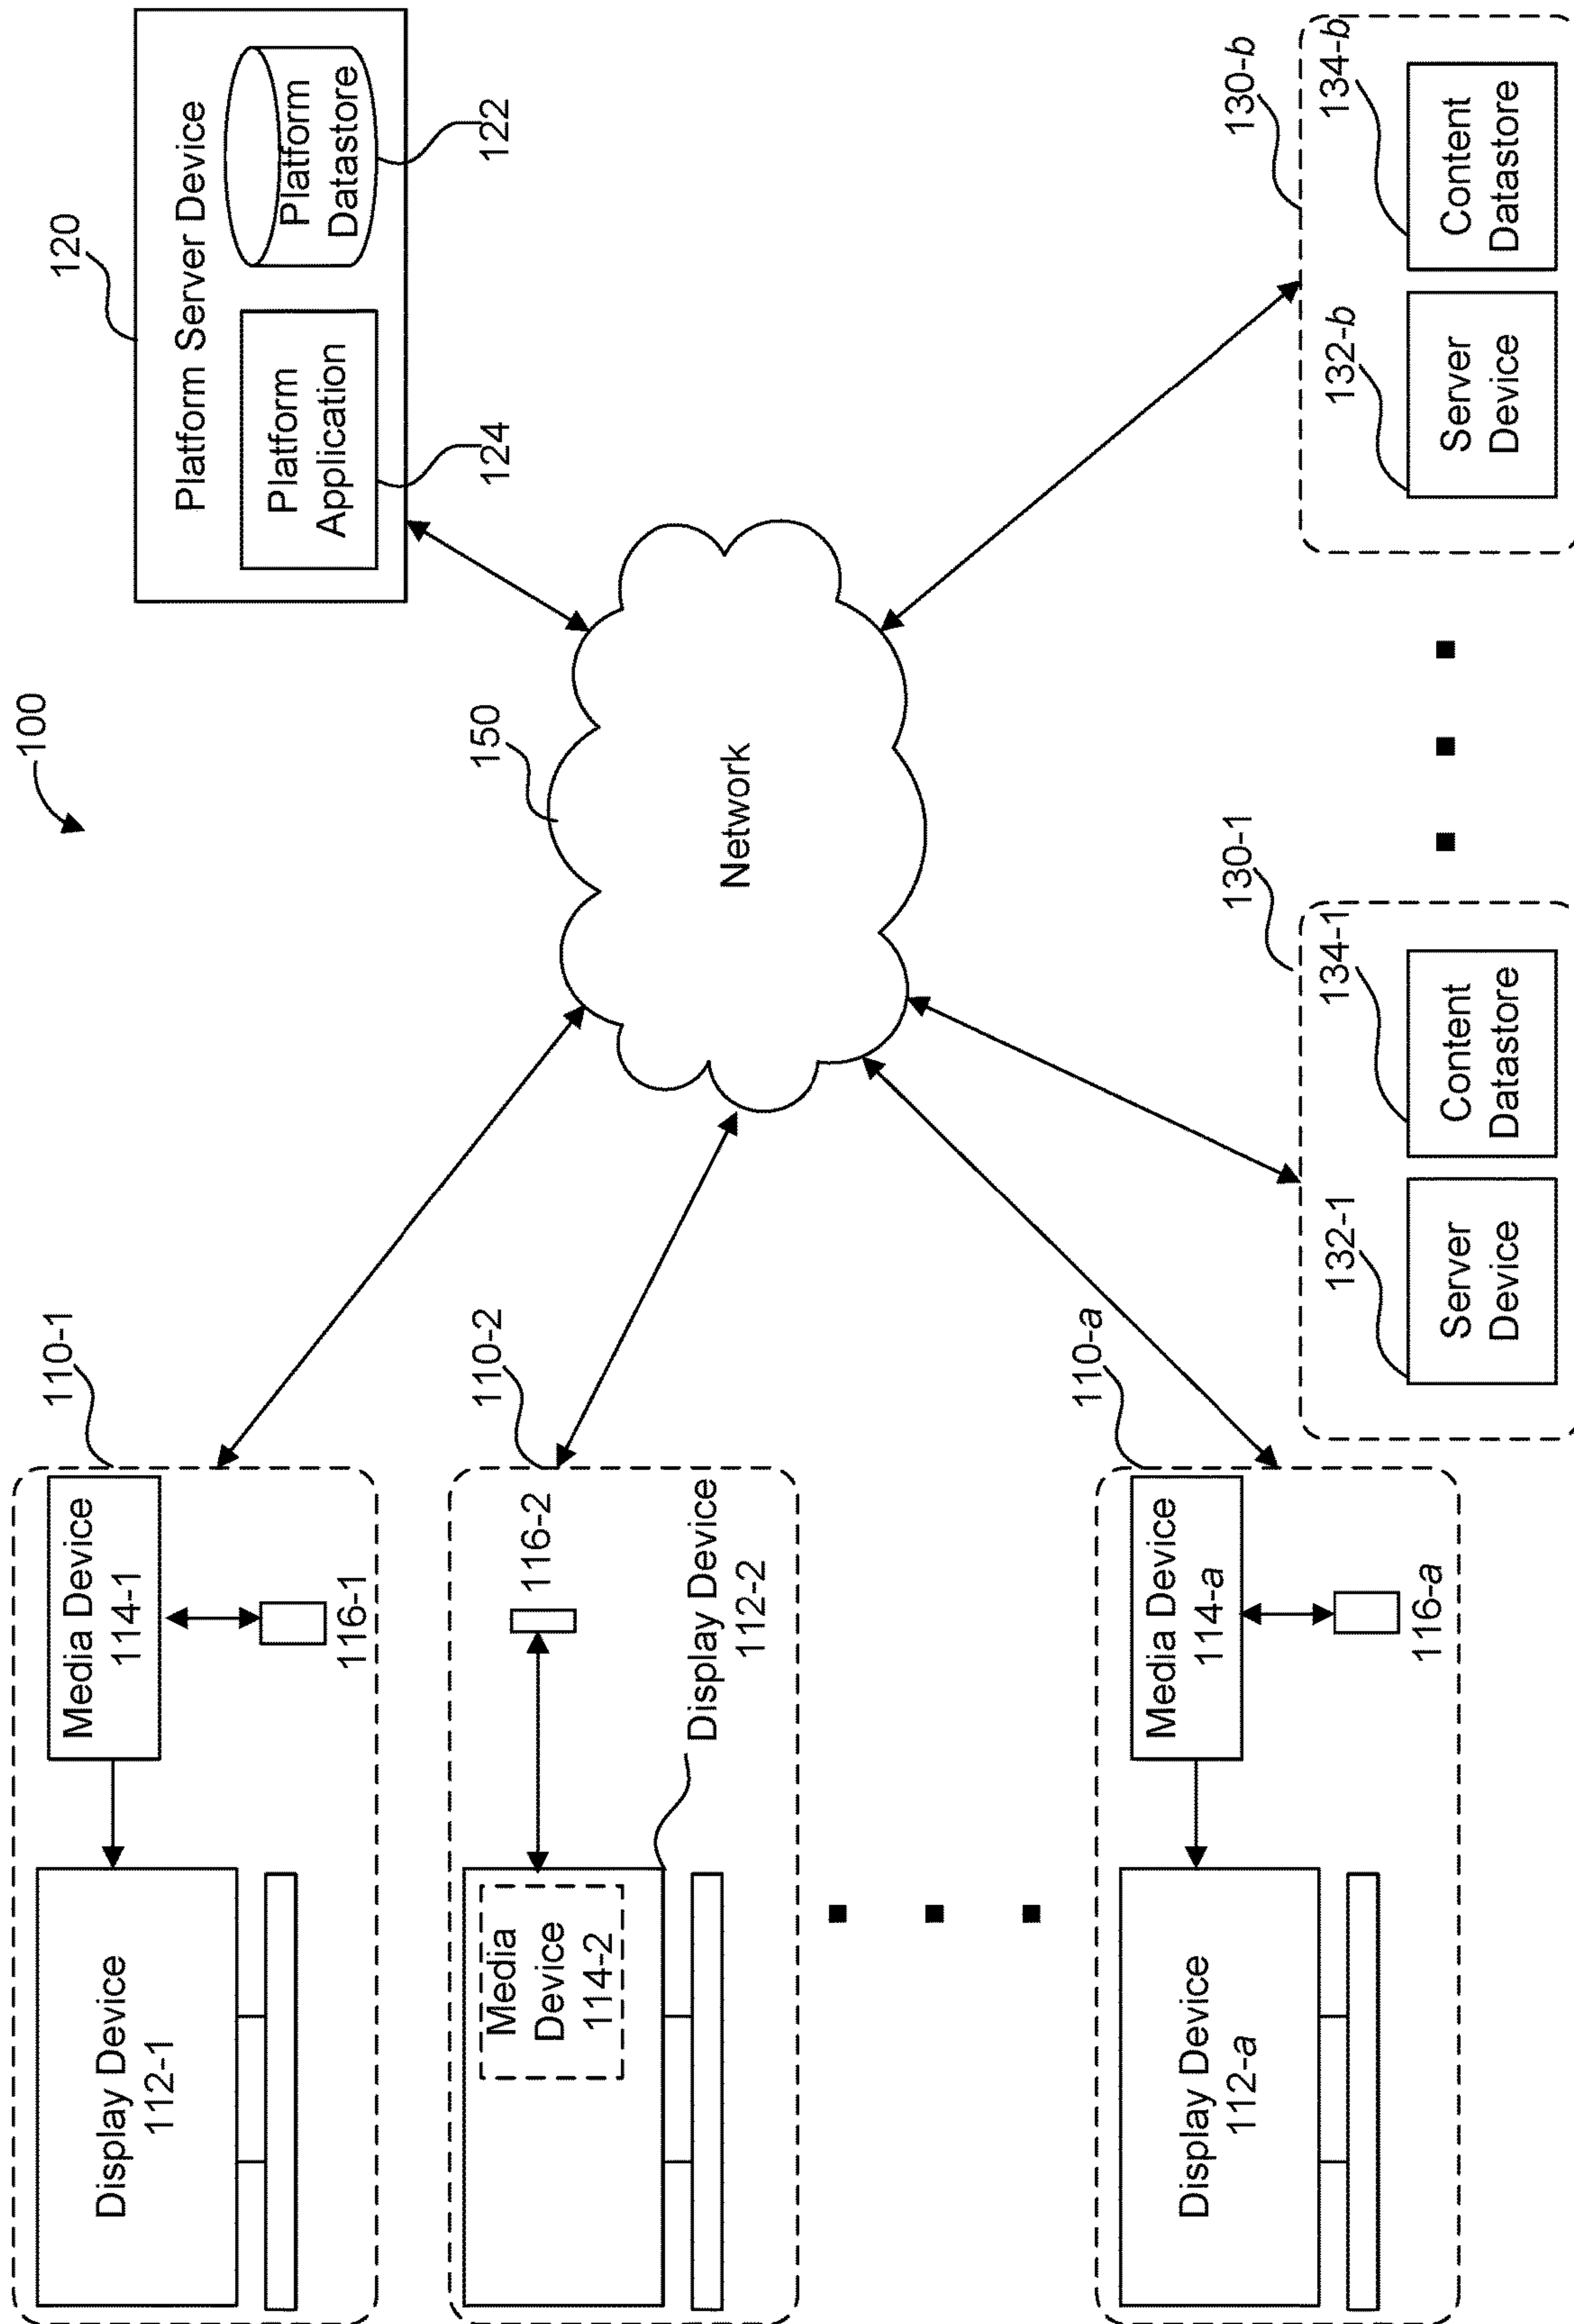 100
110-1
Display Device
112-1
Media Device
114-1
116-1
110-2
Media
Device
114-2
116-2
Display Device
112-2
110-a
Display Device
112-a
Media Device
114-a
116-a
150
Network
120
Platform Server Device
Platform
Application
124
Platform
Datastore
122
130-1
132-1
Server
Device
134-1
Content
Datastore
130-b
132-b
Server
Device
134-b
Content
Datastore